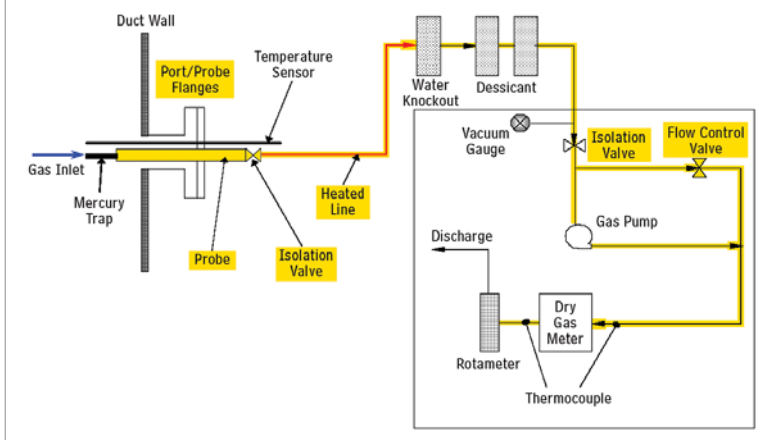 Duct Wall
Port/Probe
Flanges
Temperature
Sensor
Gas Inlet
Mercury
Trap
Probe
Isolation
Valve
Heated
Line
Water
Knockout
Dessicant
Vacuum
Gauge
Isolation
Valve
Flow Control
Valve
Gas Pump
Discharge
Dry
Gas
Meter
Rotameter
Thermocouple